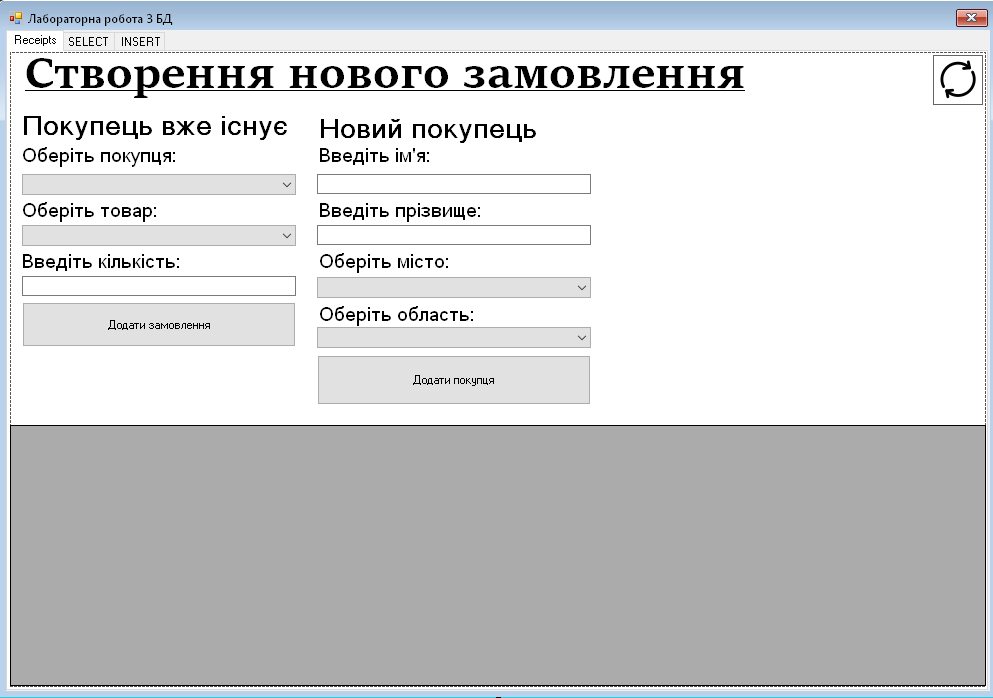 Лабораторна робота 3 БД
Receipts SELECT INSERT
Створення нового замовлення
Покупець вже існує
Оберіть покупця:
Оберіть товар:
Введіть кількість:
Додати замовлення
Новий покупець
Введіть ім'я:
Введіть прізвище:
Оберіть місто:
Оберіть область:
Додати покупця